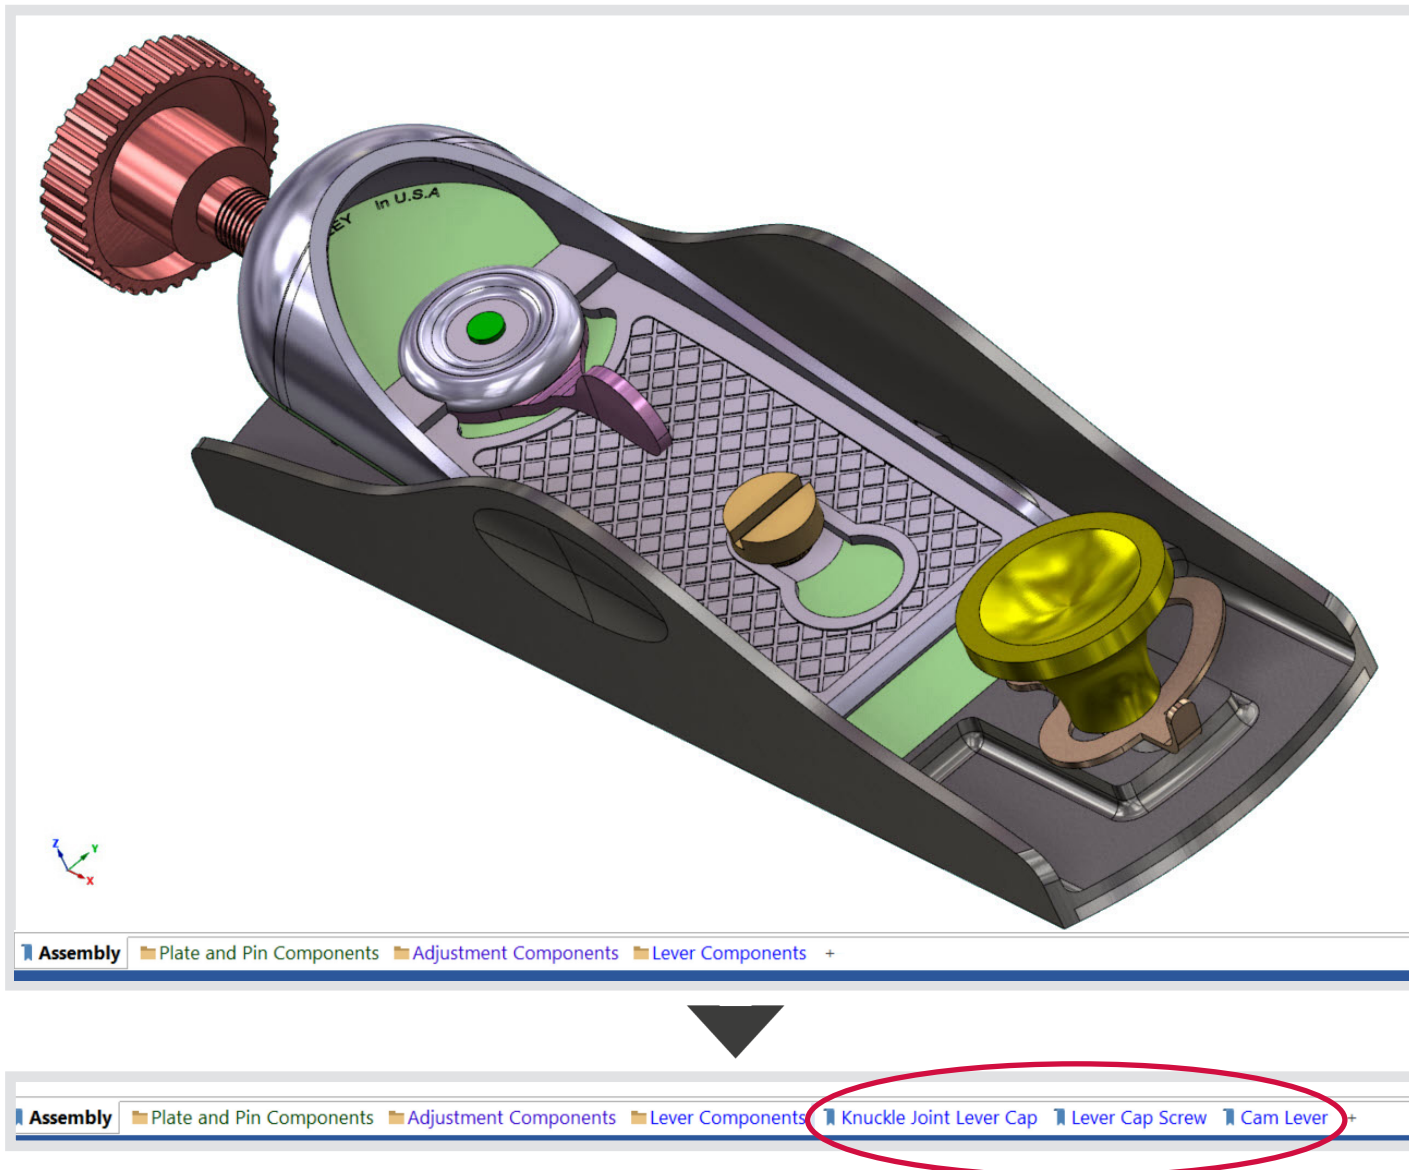 EY In U.S.A
Z Y
X
Assembly Plate and Pin Components Adjustment Components Lever Components +
Assembly Plate and Pin Components Adjustment Components Lever Components Knuckle Joint Lever Cap Lever Cap Screw Cam Lever +